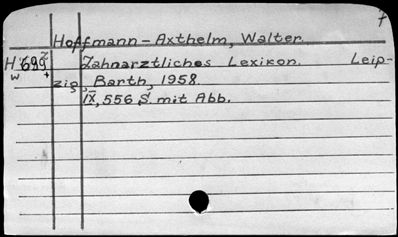 Hoffmann-Axthelm, Walter.
H 699 Zahnarztliches Lexikon. Leip-
w zig, Barth, 1958.
IX, 556 S. mit Abb.